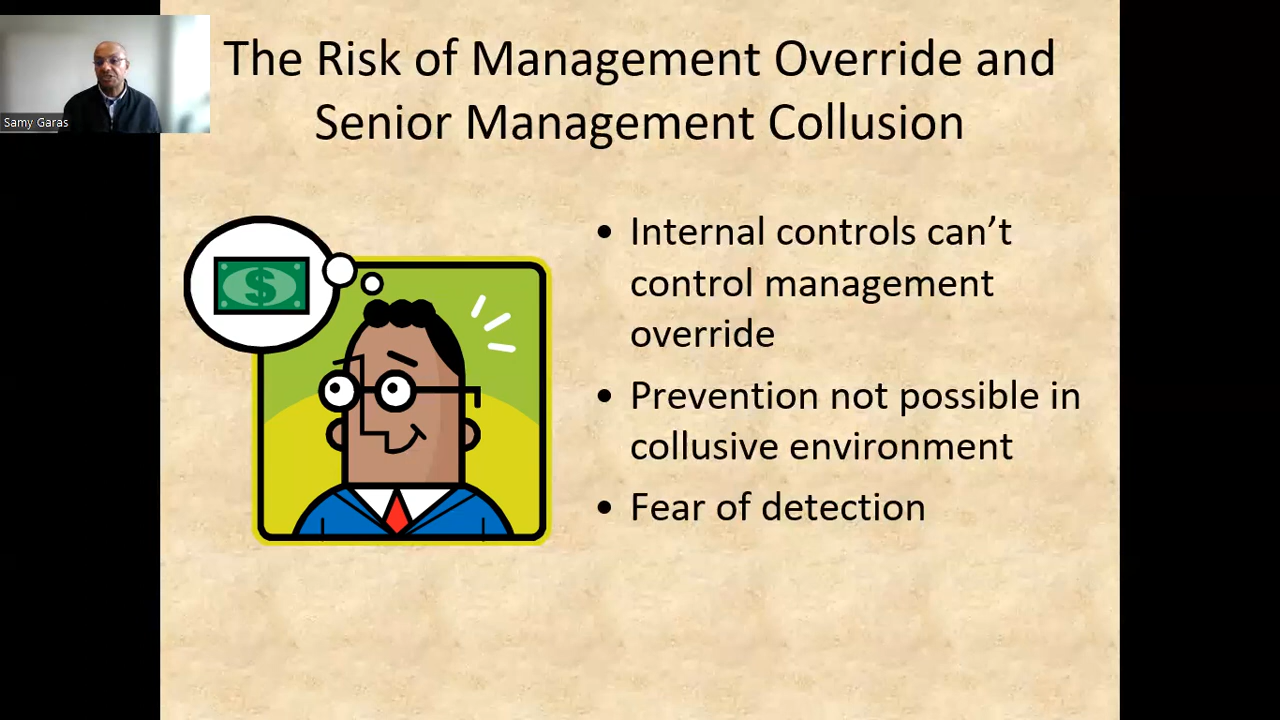 The Risk of Management Override and
Senior Management Collusion
Samy Garas
$
• Internal controls can’t
control management
override
• Prevention not possible in
collusive environment
• Fear of detection